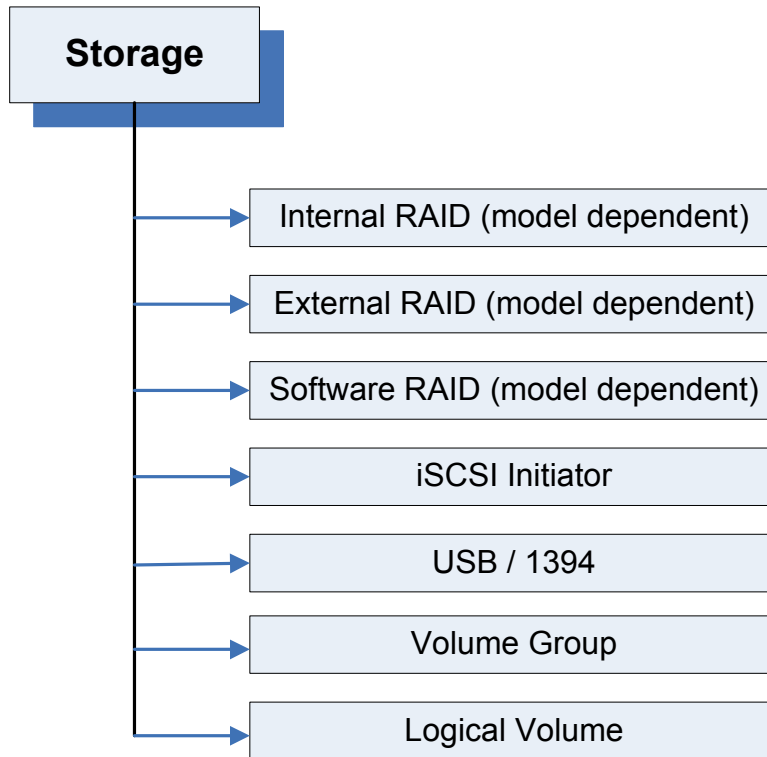 Storage
Internal RAID (model dependent)
External RAID (model dependent)
Software RAID (model dependent)
iSCSI Initiator
USB / 1394
Volume Group
Logical Volume